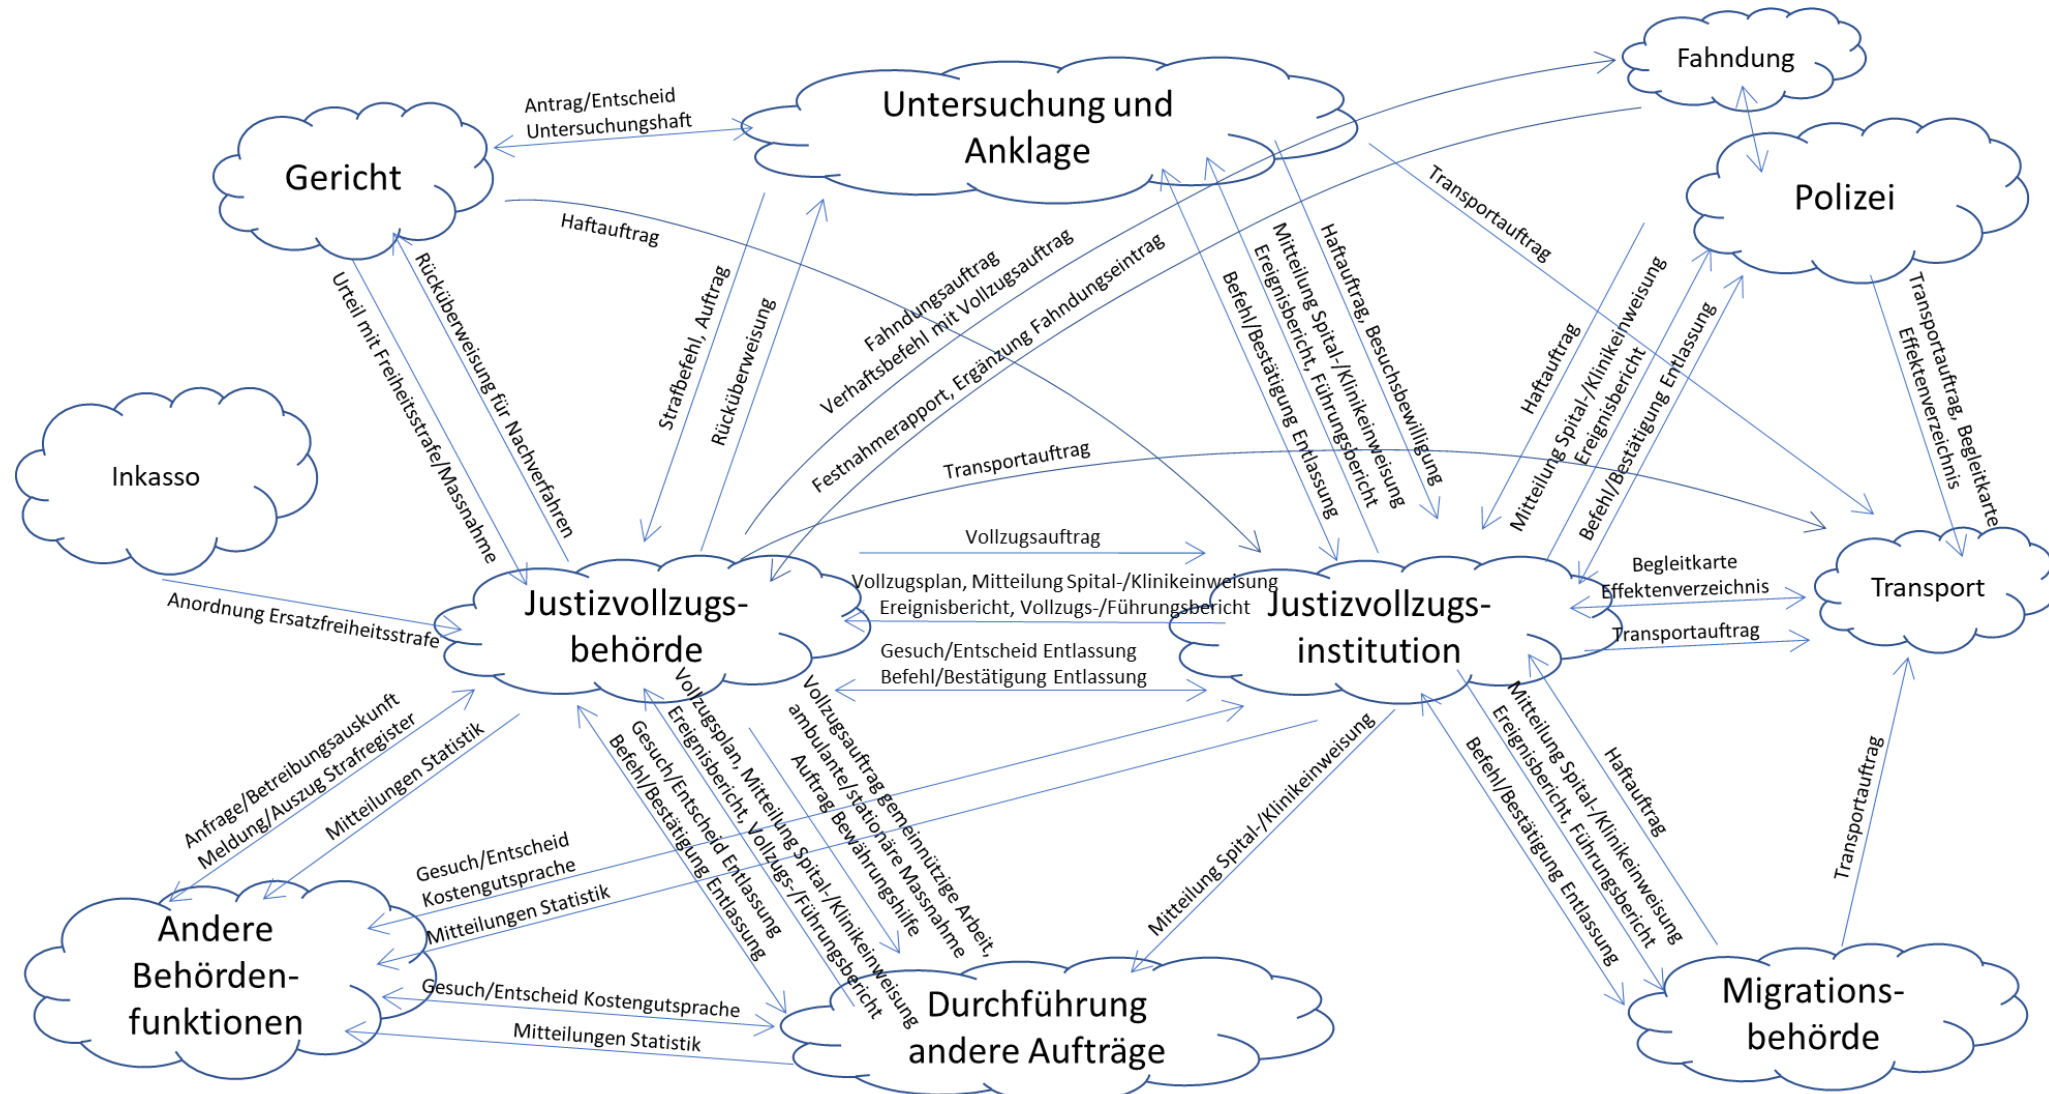 Fahndung
Untersuchung und
Anklage
Antrag/Entscheid
Untersuchungshaft
Gericht
Polizei
Haftauftrag
Transportauftrag
Urteil mit Freiheitsstrafe/Massnahme
Rücküberweisung für Nachverfahren
Strafbefehl, Auftrag
Rücküberweisung
Fahndungsauftrag
Verhaftsbefehl mit Vollzugsauftrag
Festnahmerapport, Ergänzung Fahndungseintrag
Befehl/Bestätigung Entlassung
Mitteilung Spital-/Klinikeinweisung
Ereignisbericht, Führungsbericht
Haftauftrag, Besuchsbewilligung
Haftauftrag
Mitteilung Spital-/Klinikeinweisung
Ereignisbericht
Befehl/Bestätigung Entlassung
Transportauftrag, Begleitkarte
Effektenverzeichnis
Inkasso
Transportauftrag
Anordnung Ersatzfreiheitsstrafe
Justizvollzugs-
behörde
Vollzugsauftrag
Vollzugsplan, Mitteilung Spital-/Klinikeinweisung
Ereignisbericht, Vollzugs-/Führungsbericht
Gesuch/Entscheid Entlassung
Befehl/Bestätigung Entlassung
Justizvollzugs-
institution
Begleitkarte
Effektenverzeichnis
Transportauftrag
Transport
Anfrage/Betreibungsauskunft
Meldung/Auszug Strafregister
Mitteilungen Statistik
Gesuch/Entscheid Entlassung
Befehl/Bestätigung Entlassung
Vollzugsplan, Mitteilung Spital-/Klinikeinweisung
Ereignisbericht, Vollzugs-/Führungsbericht
Vollzugsauftrag gemeinnützige Arbeit,
ambulante/stationäre Massnahme
Auftrag Bewährungshilfe
Mitteilung Spital-/Klinikeinweisung
Befehl/Bestätigung Entlassung
Mitteilung Spital-/Klinikeinweisung
Ereignisbericht, Führungsbericht
Haftauftrag
Transportauftrag
Gesuch/Entscheid
Kostengutsprache
Mitteilungen Statistik
Andere
Behörden-
funktionen
Gesuch/Entscheid Kostengutsprache
Mitteilungen Statistik
Durchführung
andere Aufträge
Migrations-
behörde